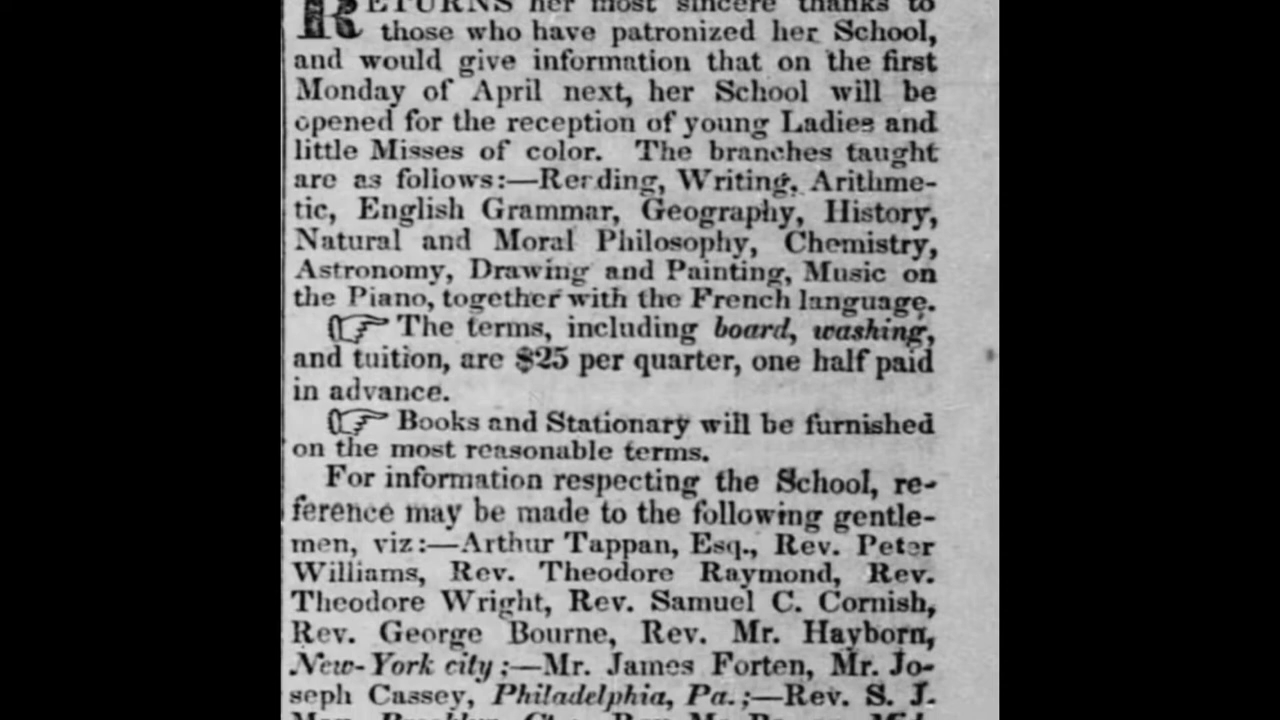 RETURNS her most sincere thanks to
those who have patronized her School,
and would give information that on the first
Monday of April next, her School will be
opened for the reception of young Ladies and
little Misses of color. The branches taught
are as follows:—Reading, Writing, Arithme-
tic, English Grammar, Geography, History,
Natural and Moral Philosophy, Chemistry,
Astronomy, Drawing and Painting, Music on
the Piano, together with the French language.
☞ The terms, including board, washing,
and tuition, are $25 per quarter, one half paid
in advance.
☞ Books and Stationary will be furnished
on the most reasonable terms.
For information respecting the School, re-
ference may be made to the following gentle-
men, viz:—Arthur Tappan, Esq., Rev. Peter
Williams, Rev. Theodore Raymond, Rev.
Theodore Wright, Rev. Samuel C. Cornish,
Rev. George Bourne, Rev. Mr. Hayborn,
New-York city;—Mr. James Forten, Mr. Jo-
seph Cassey, Philadelphia, Pa.;—Rev. S. J.